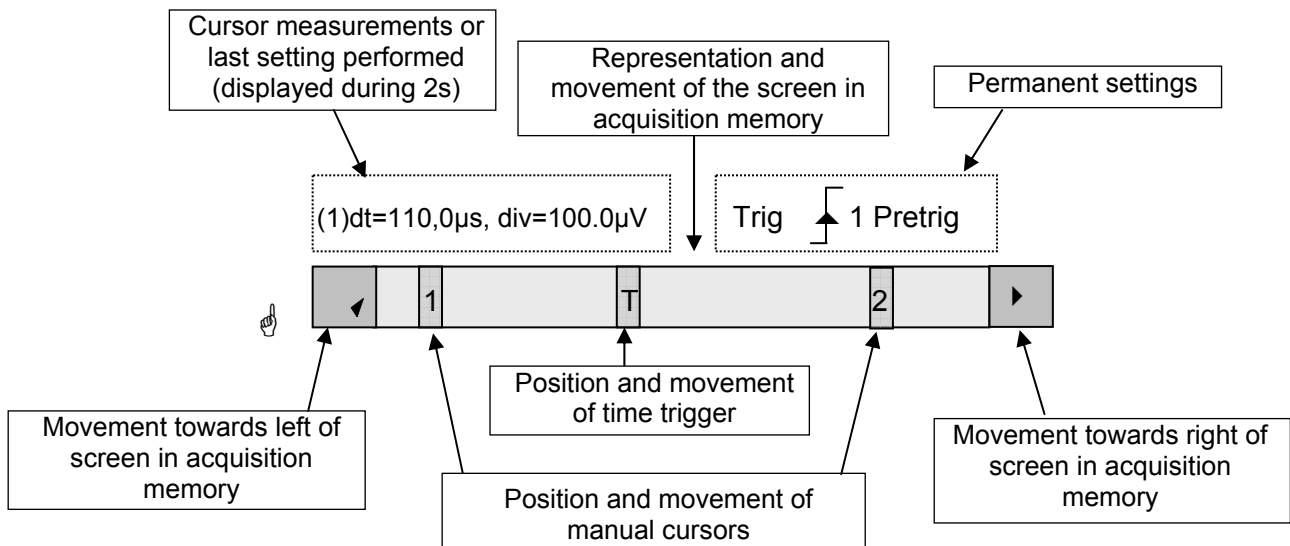 Cursor measurements or
last setting performed
(displayed during 2s)
Representation and
movement of the screen in
acquisition memory
Permanent settings
(1)dt=110,0µs, div=100.0µV
Trig 1 Pretrig
1
T
2
Position and movement
of time trigger
Movement towards left of
screen in acquisition
memory
Position and movement of
manual cursors
Movement towards right of
screen in acquisition
memory